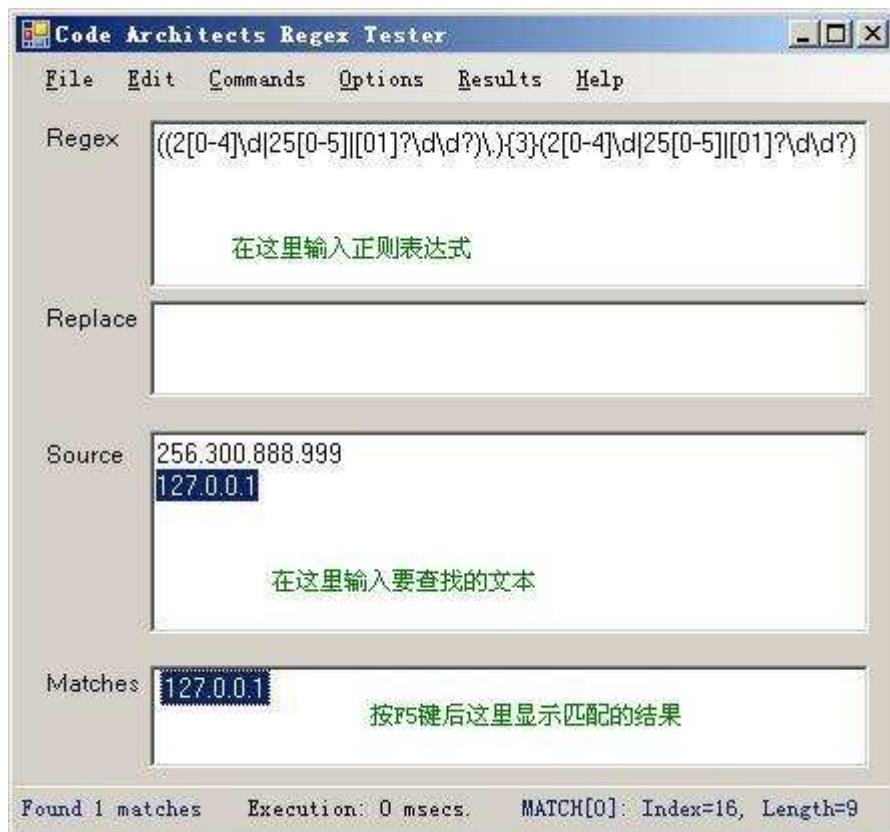 Code Architects Regex Tester
File Edit Commands Options Results Help
Regex
((2[0-4]\d|25[0-5]|[01]?\d\d?)\.){3}(2[0-4]\d|25[0-5]|[01]?\d\d?)
在这里输入正则表达式
Replace
Source
256.300.888.999
127.0.0.1
在这里输入要查找的文本
Matches
127.0.0.1
按F5键后这里显示匹配的结果
Found 1 matches Execution: 0 msecs. MATCH[0]: Index=16, Length=9